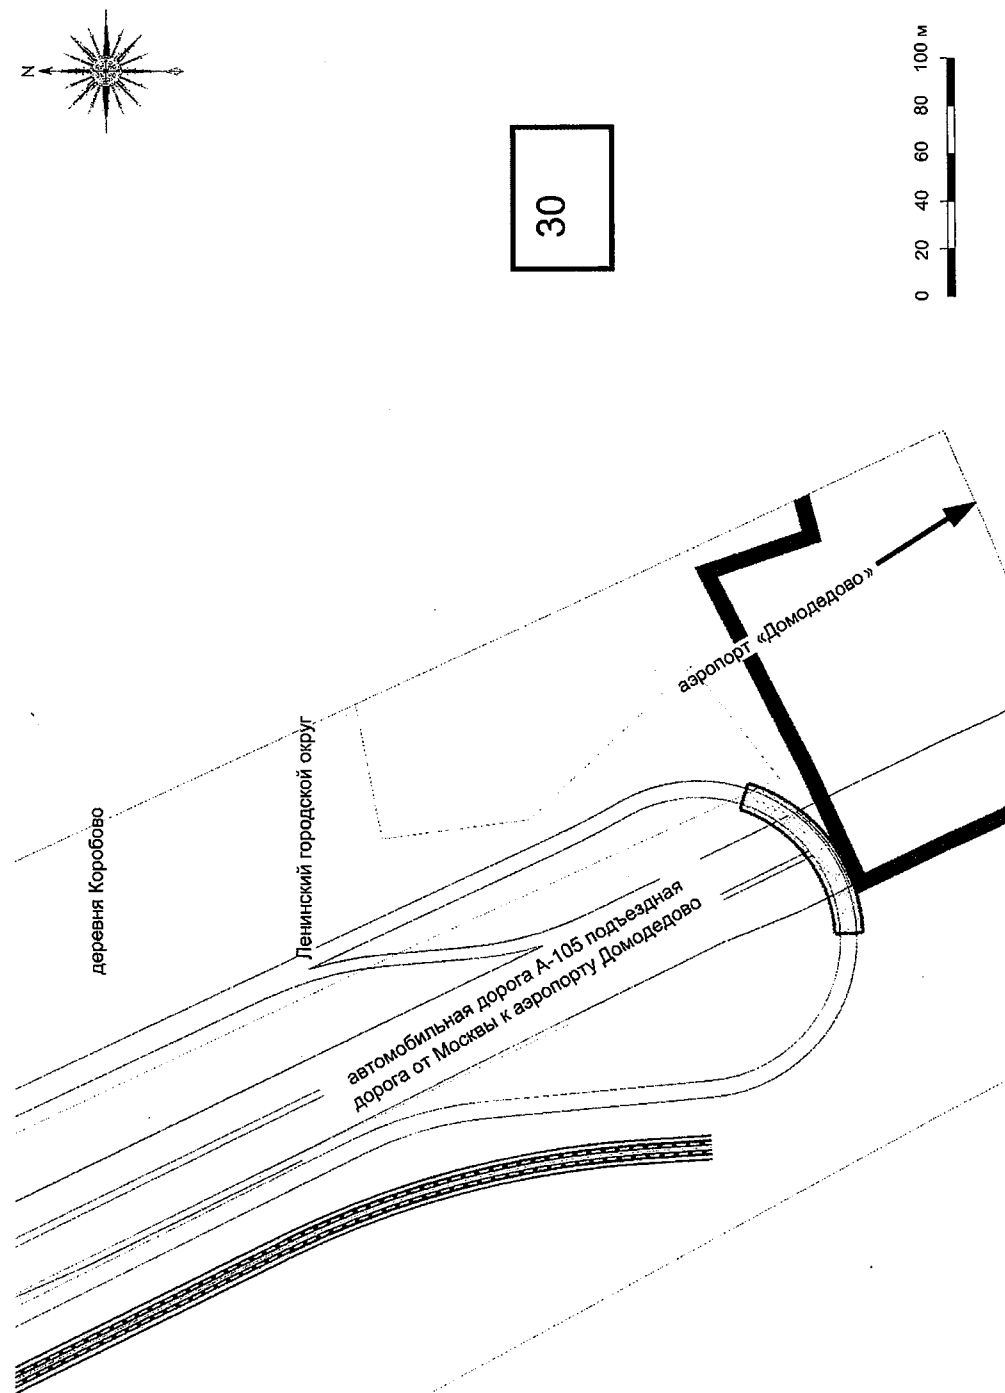 N
30
0 20 40 60 80 100 м
деревня Коробово
Ленинский городской округ
аэропорт «Домодедово»
автомобильная дорога А-105 подъездная
дорога от Москвы к аэропорту Домодедово